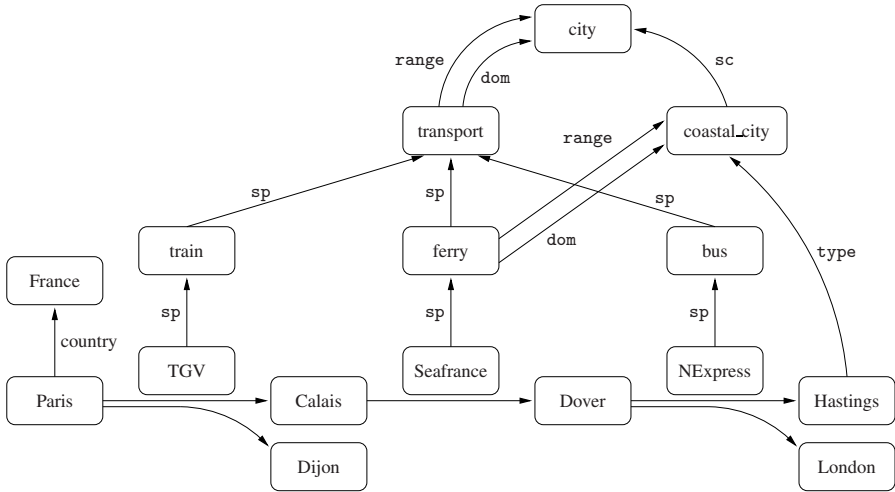 city
range
dom
sc
transport
coastal_city
range
sp
sp
sp
dom
train
ferry
bus
type
France
sp
sp
sp
country
TGV
Seafrance
NExpress
Paris
Calais
Dover
Hastings
Dijon
London